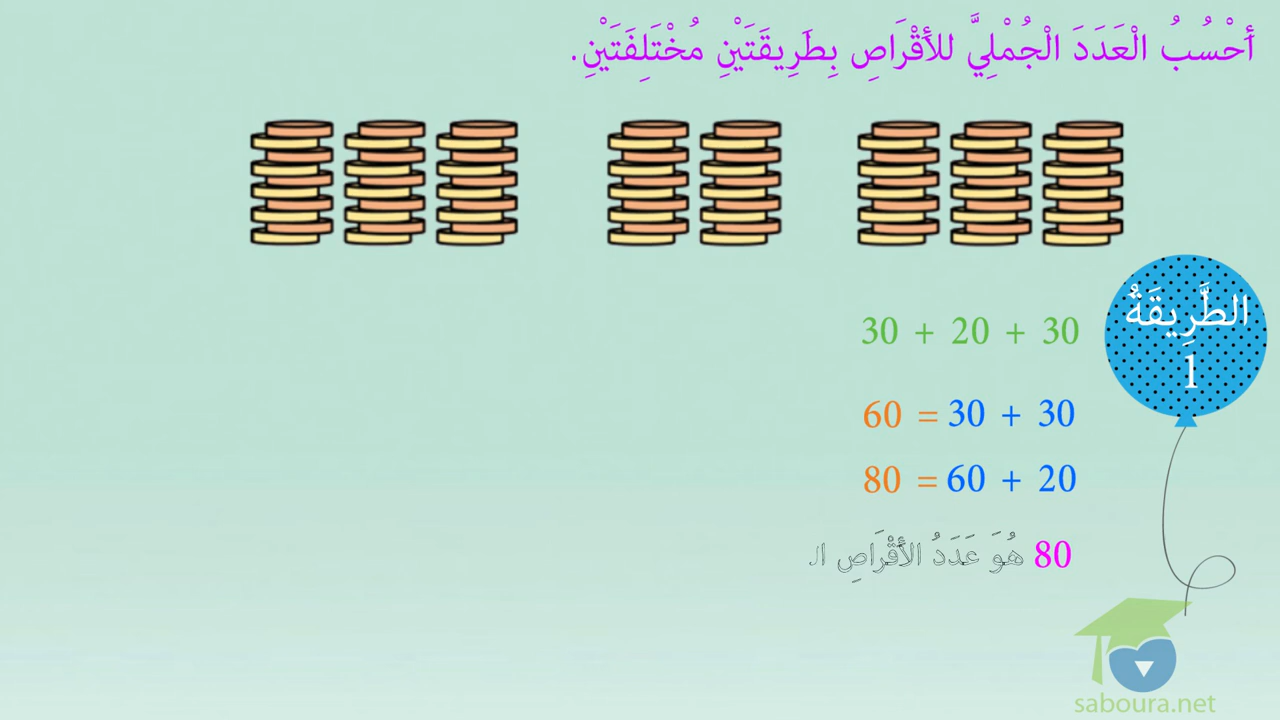 أَحْسُبُ الْعَدَدَ الْجُمْلِيَّ للأَقْرَاصِ بِطَرِيقَتَيْنِ مُخْتَلِفَتَيْنِ.
الطَّرِيقَةُ
1
30 + 20 + 30
60 = 30 + 30
80 = 60 + 20
80 هُوَ عَدَدُ الأَقْرَاصِ ال
saboura.net